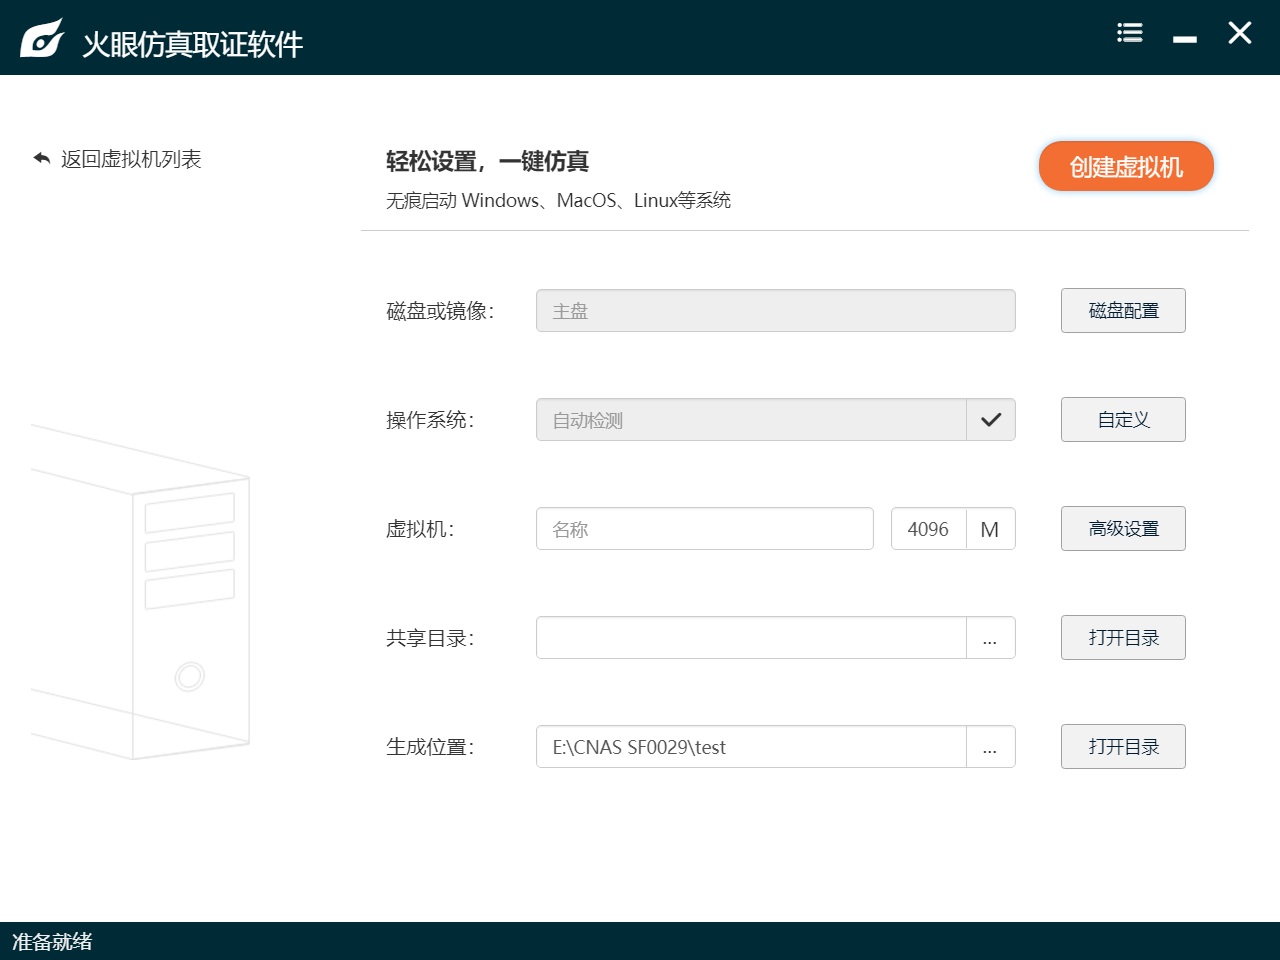 火眼仿真取证软件
返回虚拟机列表
轻松设置，一键仿真
创建虚拟机
无痕启动 Windows、MacOS、Linux等系统
磁盘或镜像： 主盘 磁盘配置
操作系统： 自动检测 自定义
虚拟机： 名称 4096 M 高级设置
共享目录： ... 打开目录
生成位置： E:\CNAS SF0029\test ... 打开目录
准备就绪